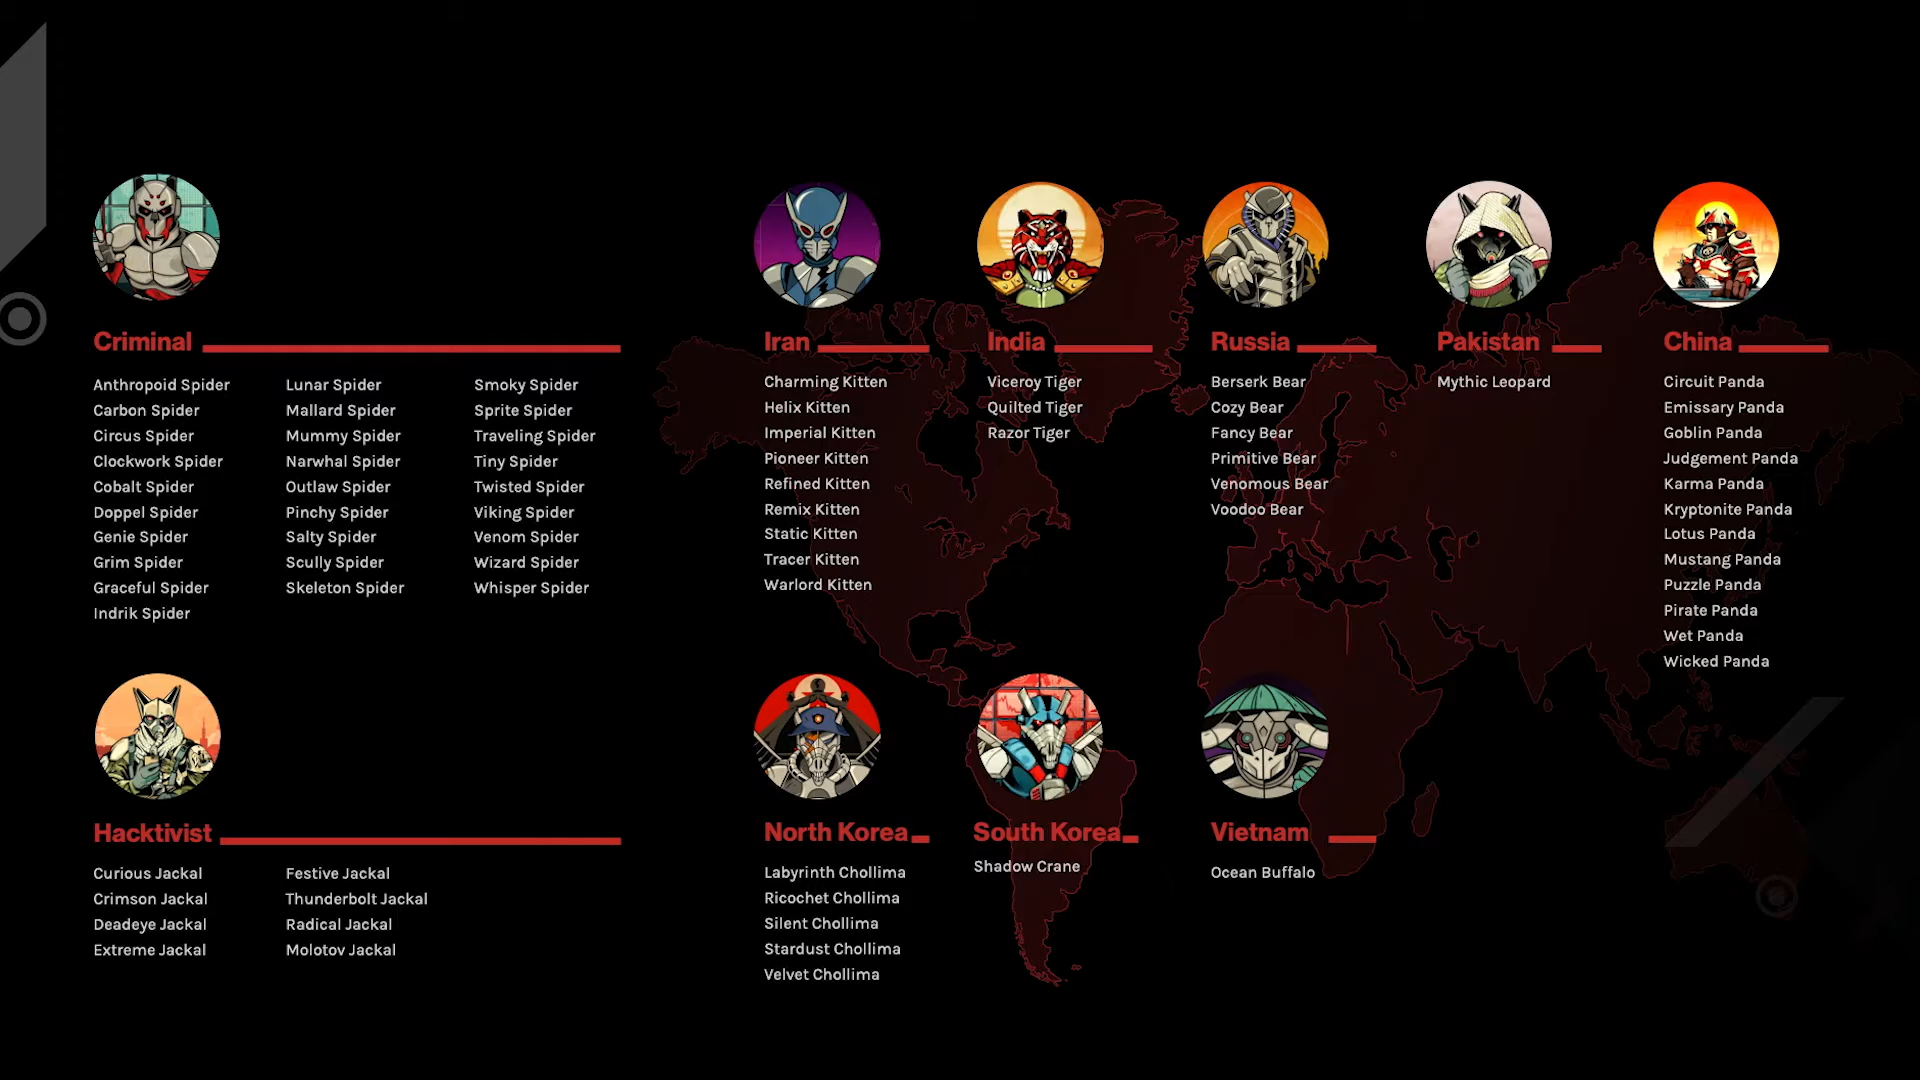 Criminal
Anthropoid Spider
Carbon Spider
Circus Spider
Clockwork Spider
Cobalt Spider
Doppel Spider
Genie Spider
Grim Spider
Graceful Spider
Indrik Spider
Lunar Spider
Mallard Spider
Mummy Spider
Narwhal Spider
Outlaw Spider
Pinchy Spider
Salty Spider
Scully Spider
Skeleton Spider
Smoky Spider
Sprite Spider
Traveling Spider
Tiny Spider
Twisted Spider
Viking Spider
Venom Spider
Wizard Spider
Whisper Spider
Iran
Charming Kitten
Helix Kitten
Imperial Kitten
Pioneer Kitten
Refined Kitten
Remix Kitten
Static Kitten
Tracer Kitten
Warlord Kitten
India
Viceroy Tiger
Quilted Tiger
Razor Tiger
Russia
Berserk Bear
Cozy Bear
Fancy Bear
Primitive Bear
Venomous Bear
Voodoo Bear
Pakistan
Mythic Leopard
China
Circuit Panda
Emissary Panda
Goblin Panda
Judgement Panda
Karma Panda
Kryptonite Panda
Lotus Panda
Mustang Panda
Puzzle Panda
Pirate Panda
Wet Panda
Wicked Panda
Hacktivist
Curious Jackal
Crimson Jackal
Deadeye Jackal
Extreme Jackal
Festive Jackal
Thunderbolt Jackal
Radical Jackal
Molotov Jackal
North Korea
Labyrinth Chollima
Ricochet Chollima
Silent Chollima
Stardust Chollima
Velvet Chollima
South Korea
Shadow Crane
Vietnam
Ocean Buffalo